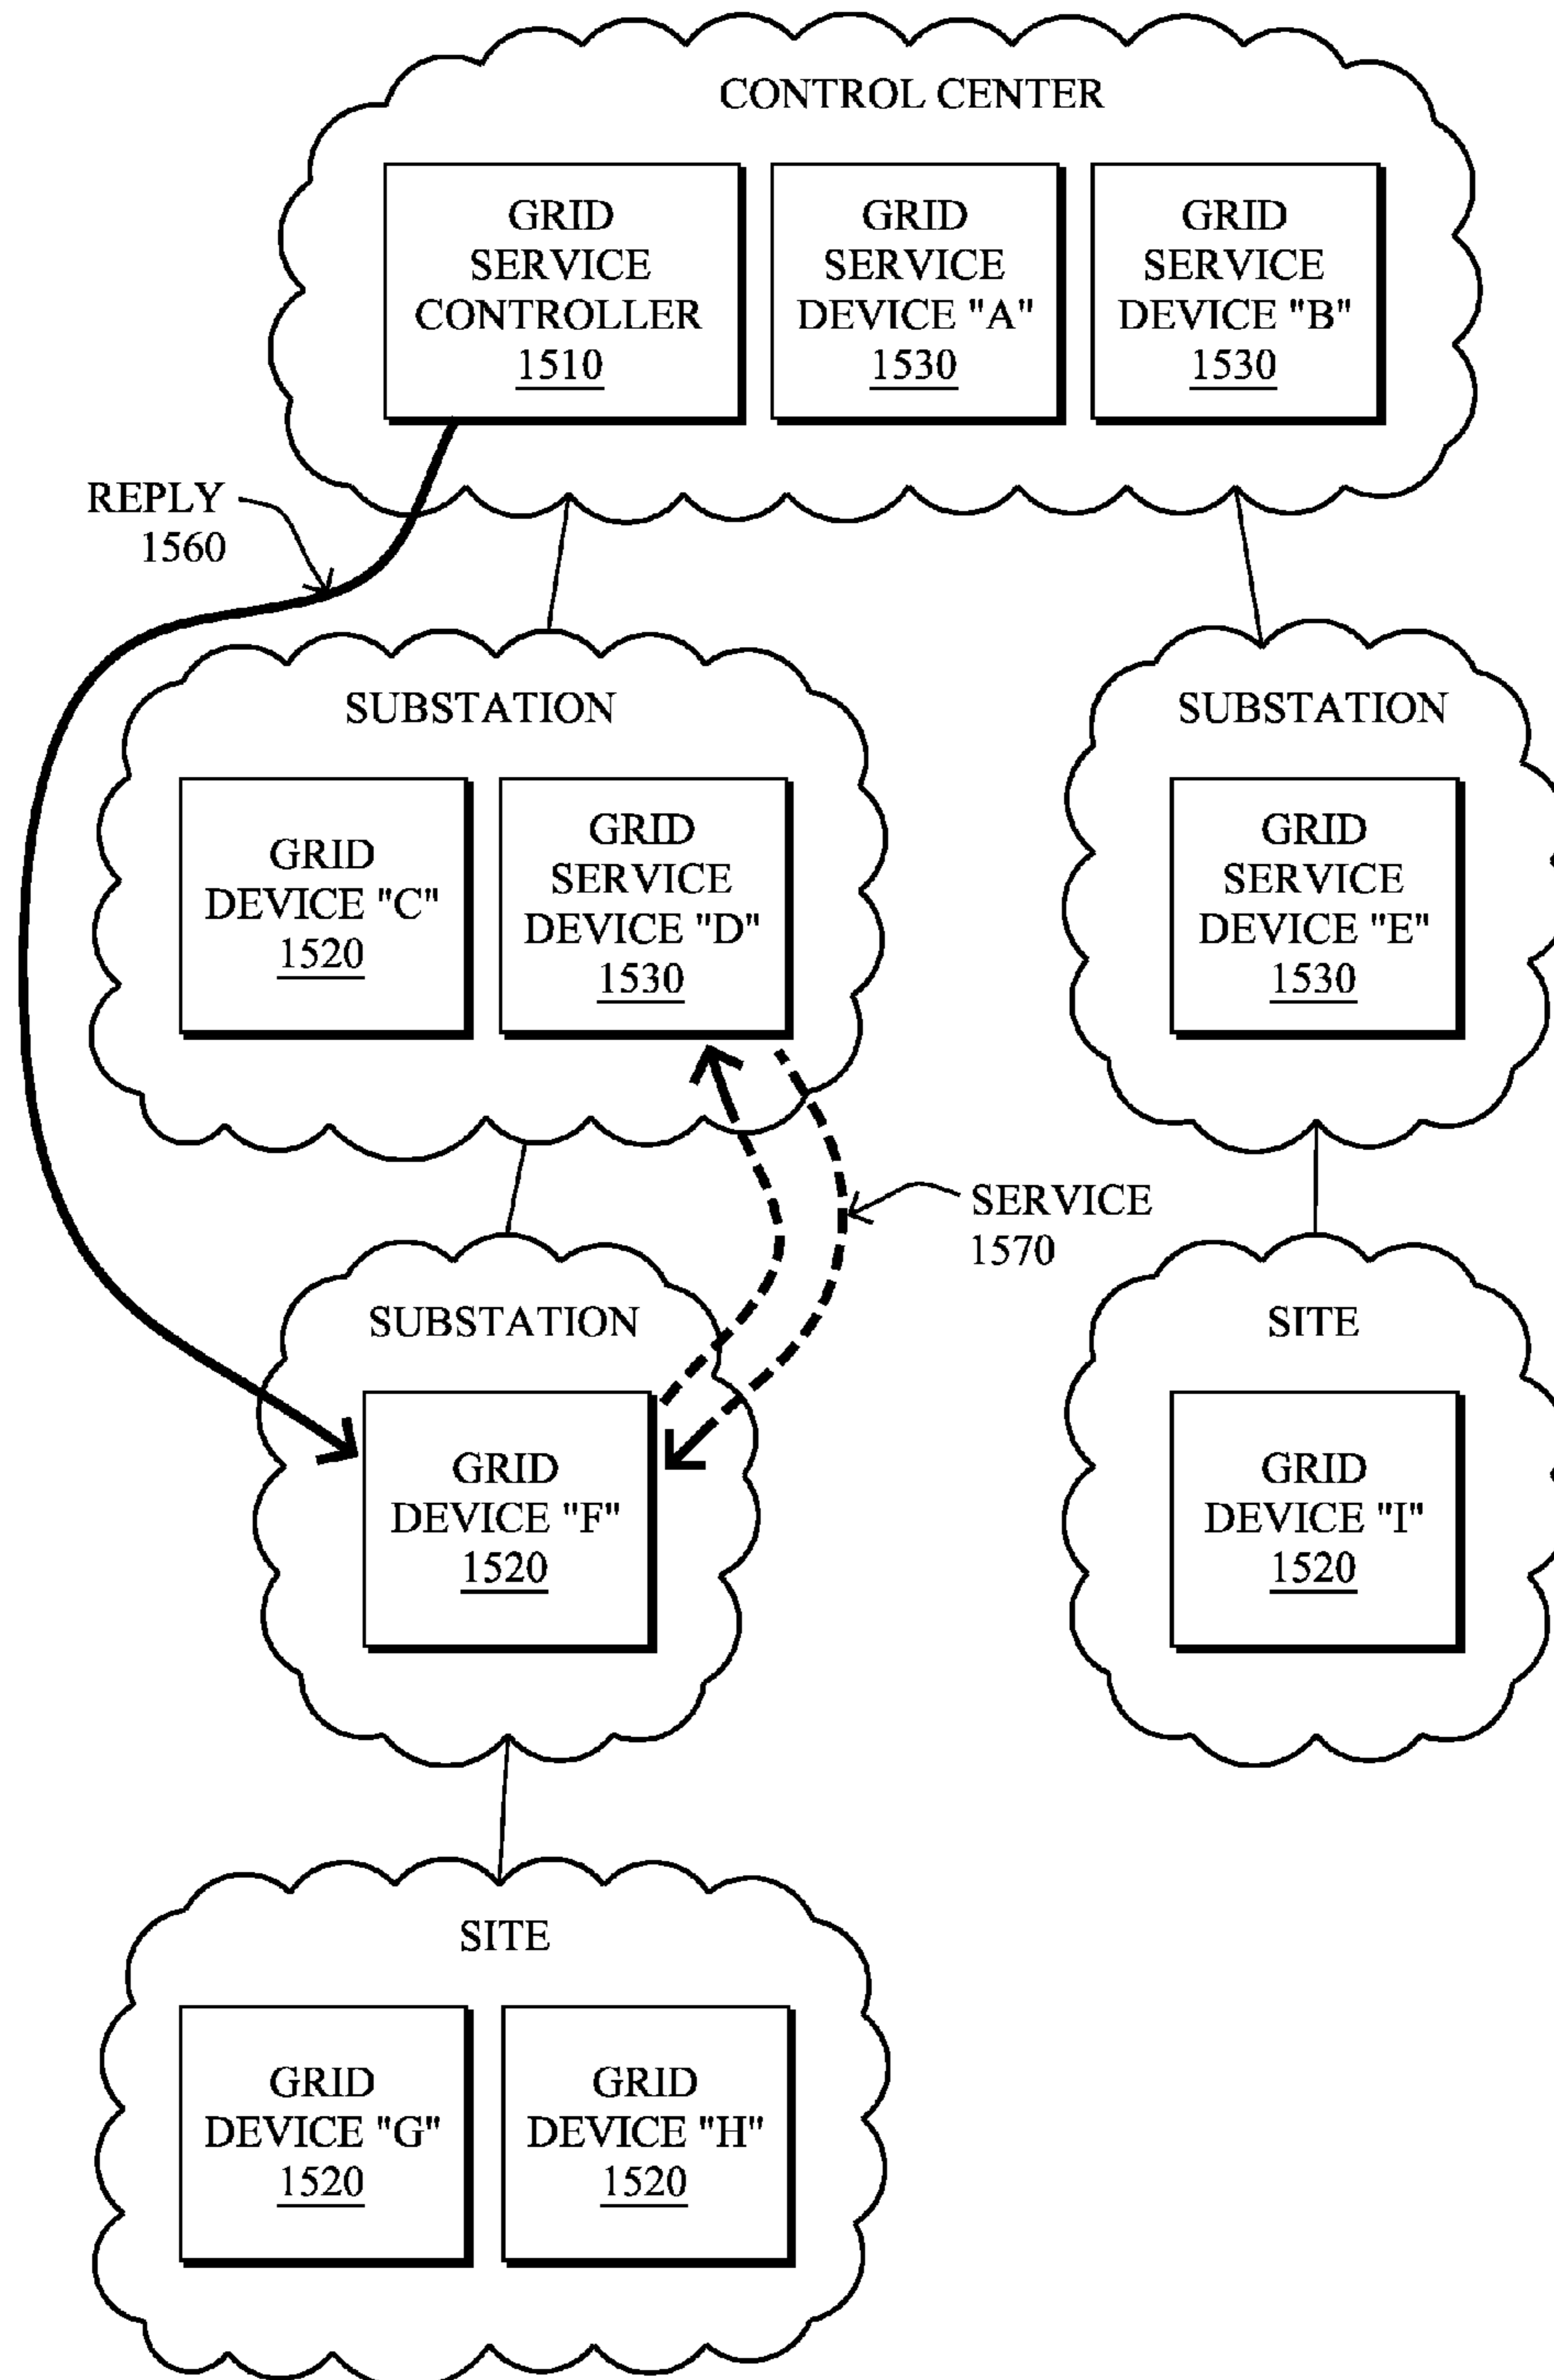 CONTROL CENTER
GRID
SERVICE
CONTROLLER
1510
GRID
SERVICE
DEVICE "A"
1530
GRID
SERVICE
DEVICE "B"
1530
REPLY
1560
SUBSTATION
GRID
DEVICE "C"
1520
GRID
SERVICE
DEVICE "D"
1530
SUBSTATION
GRID
SERVICE
DEVICE "E"
1530
SERVICE
1570
SUBSTATION
GRID
DEVICE "F"
1520
SITE
GRID
DEVICE "I"
1520
SITE
GRID
DEVICE "G"
1520
GRID
DEVICE "H"
1520